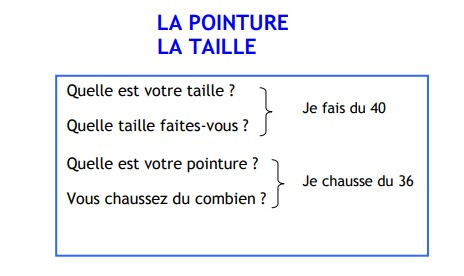 LA POINTURE
LA TAILLE
Quelle est votre taille ?
Je fais du 40
Quelle taille faites-vous ?
Quelle est votre pointure ?
Je chausse du 36
Vous chaussez du combien ?